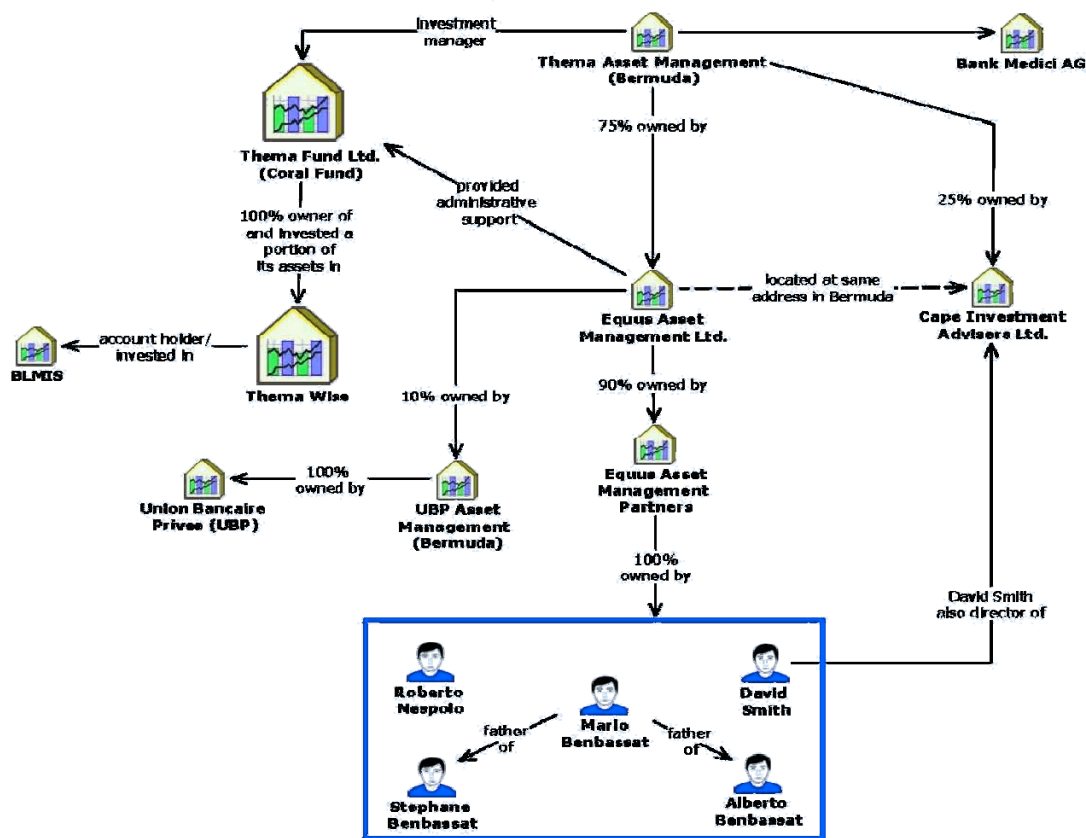 Investment
manager
Thema Asset Management
(Bermuda)
Bank Medici AG
75% owned by
Thema Fund Ltd.
(Coral Fund)
provided
administrative
support
25% owned by
100% owner of
and invested a
portion of
its assets in
located at same
address in Bermuda
Equus Asset
Management Ltd.
Cape Investment
Advisers Ltd.
account holder/
invested in
BLMIS
Thema Wise
10% owned by
90% owned by
100%
owned by
Union Bancaire
Privee (UBP)
UBP Asset
Management
(Bermuda)
Equus Asset
Management
Partners
100%
owned by
David Smith
also director of
Roberto
Nespolo
Mario
Benbassat
David
Smith
father
of
father
of
Stephane
Benbassat
Alberto
Benbassat